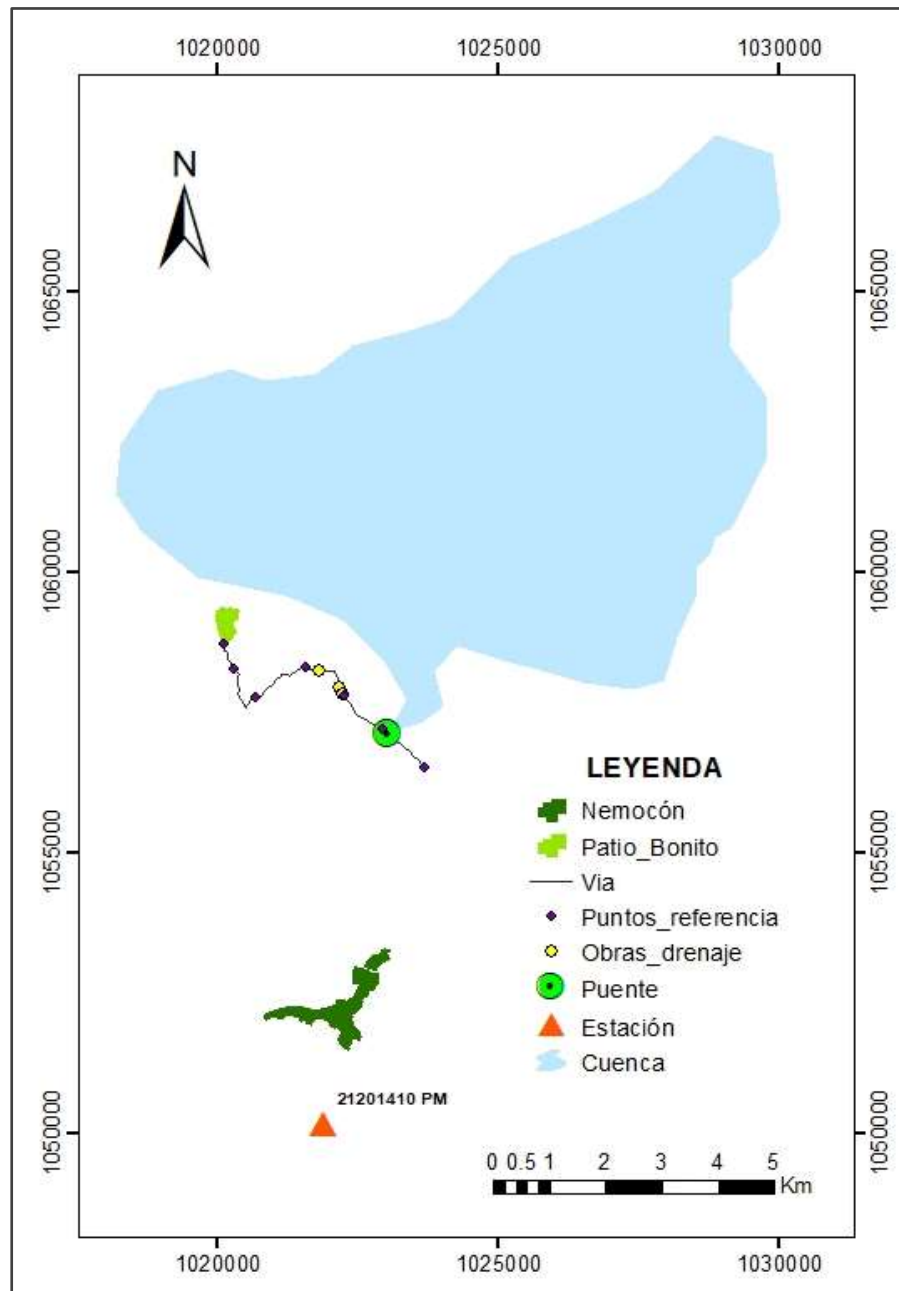 1020000 1025000 1030000
N
1065000 1065000
1060000 1060000
1055000 1055000
1050000 1050000
LEYENDA
Nemocón
Patio_Bonito
Via
Puntos_referencia
Obras_drenaje
Puente
Estación
Cuenca
21201410 PM
0 0.5 1 2 3 4 5
Km
1020000 1025000 1030000